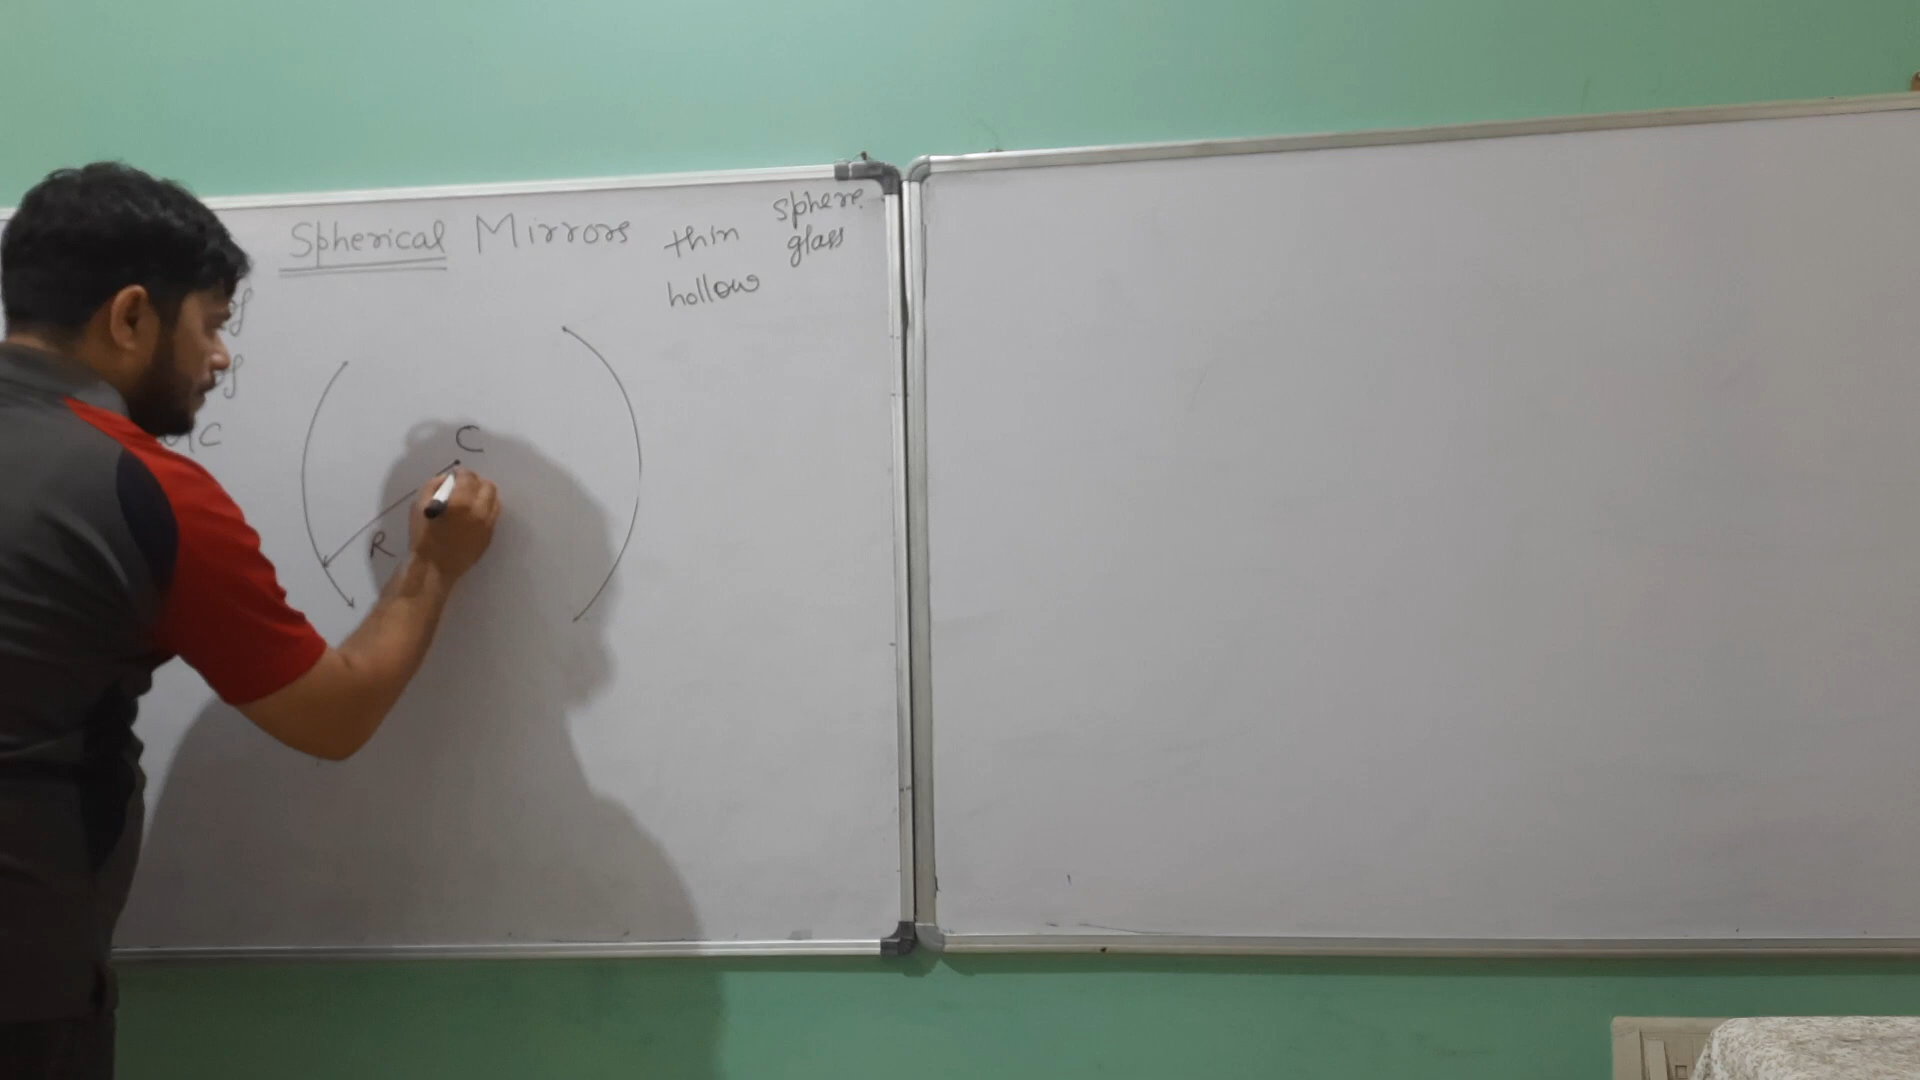 Spherical Mirrors
thin sphere
glass
hollow
C
R